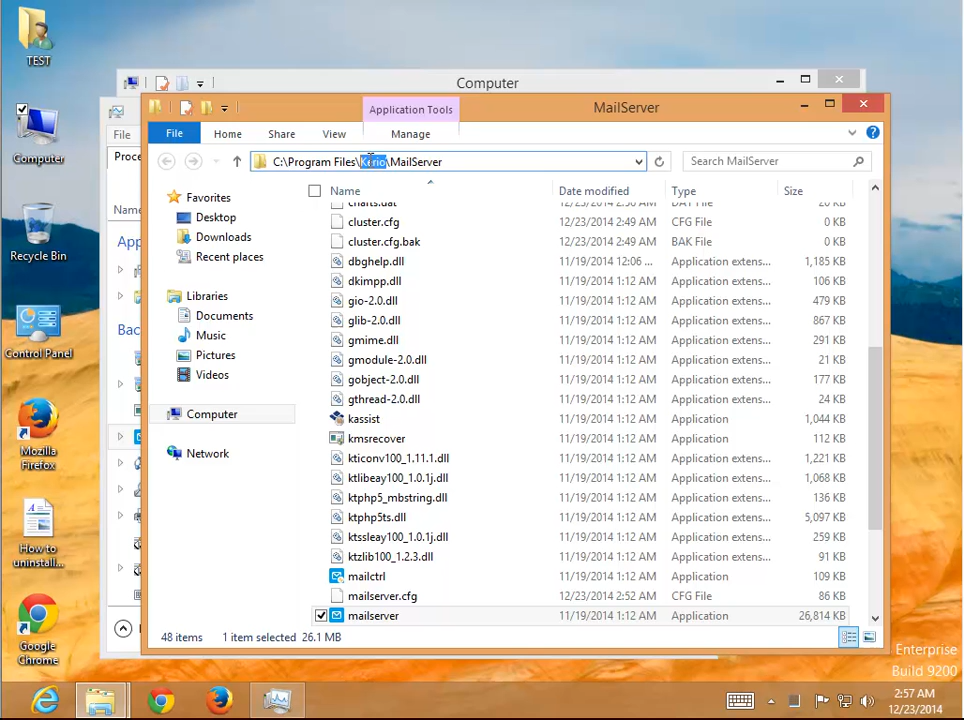 TEST
Computer
Recycle Bin
Control Panel
Mozilla
Firefox
How to
uninstall...
Google
Chrome
Computer
File
Proce
Name
App
Bac
Application Tools
MailServer
File
Home
Share
View
Manage
C:\Program Files\Kerio\MailServer
Search MailServer
Favorites
Desktop
Downloads
Recent places
Libraries
Documents
Music
Pictures
Videos
Computer
Network
Name Date modified Type Size
cluster.cfg 12/23/2014 2:49 AM CFG File 0 KB
cluster.cfg.bak 12/23/2014 2:49 AM BAK File 0 KB
dbghelp.dll 11/19/2014 12:06 ... Application extens... 1,185 KB
dkimpp.dll 11/19/2014 1:12 AM Application extens... 106 KB
gio-2.0.dll 11/19/2014 1:12 AM Application extens... 479 KB
glib-2.0.dll 11/19/2014 1:12 AM Application extens... 867 KB
gmime.dll 11/19/2014 1:12 AM Application extens... 291 KB
gmodule-2.0.dll 11/19/2014 1:12 AM Application extens... 21 KB
gobject-2.0.dll 11/19/2014 1:12 AM Application extens... 177 KB
gthread-2.0.dll 11/19/2014 1:12 AM Application extens... 24 KB
kassist 11/19/2014 1:12 AM Application 1,044 KB
kmsrecover 11/19/2014 1:12 AM Application 112 KB
kticonv100_1.11.1.dll 11/19/2014 1:12 AM Application extens... 1,221 KB
ktlibeay100_1.0.1j.dll 11/19/2014 1:12 AM Application extens... 1,068 KB
ktphp5_mbstring.dll 11/19/2014 1:12 AM Application extens... 136 KB
ktphp5ts.dll 11/19/2014 1:12 AM Application extens... 5,097 KB
ktssleay100_1.0.1j.dll 11/19/2014 1:12 AM Application extens... 259 KB
ktzlib100_1.2.3.dll 11/19/2014 1:12 AM Application extens... 91 KB
mailctrl 11/19/2014 1:12 AM Application 109 KB
mailserver.cfg 12/23/2014 2:52 AM CFG File 86 KB
mailserver 11/19/2014 1:12 AM Application 26,814 KB
48 items 1 item selected 26.1 MB
Enterprise
Build 9200
2:57 AM
12/23/2014